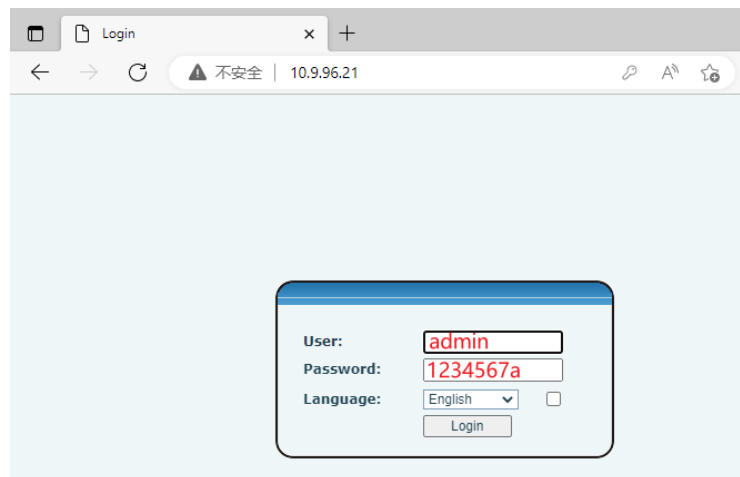 Login
不安全 10.9.96.21
User: admin
Password: 1234567a
Language: English
Login